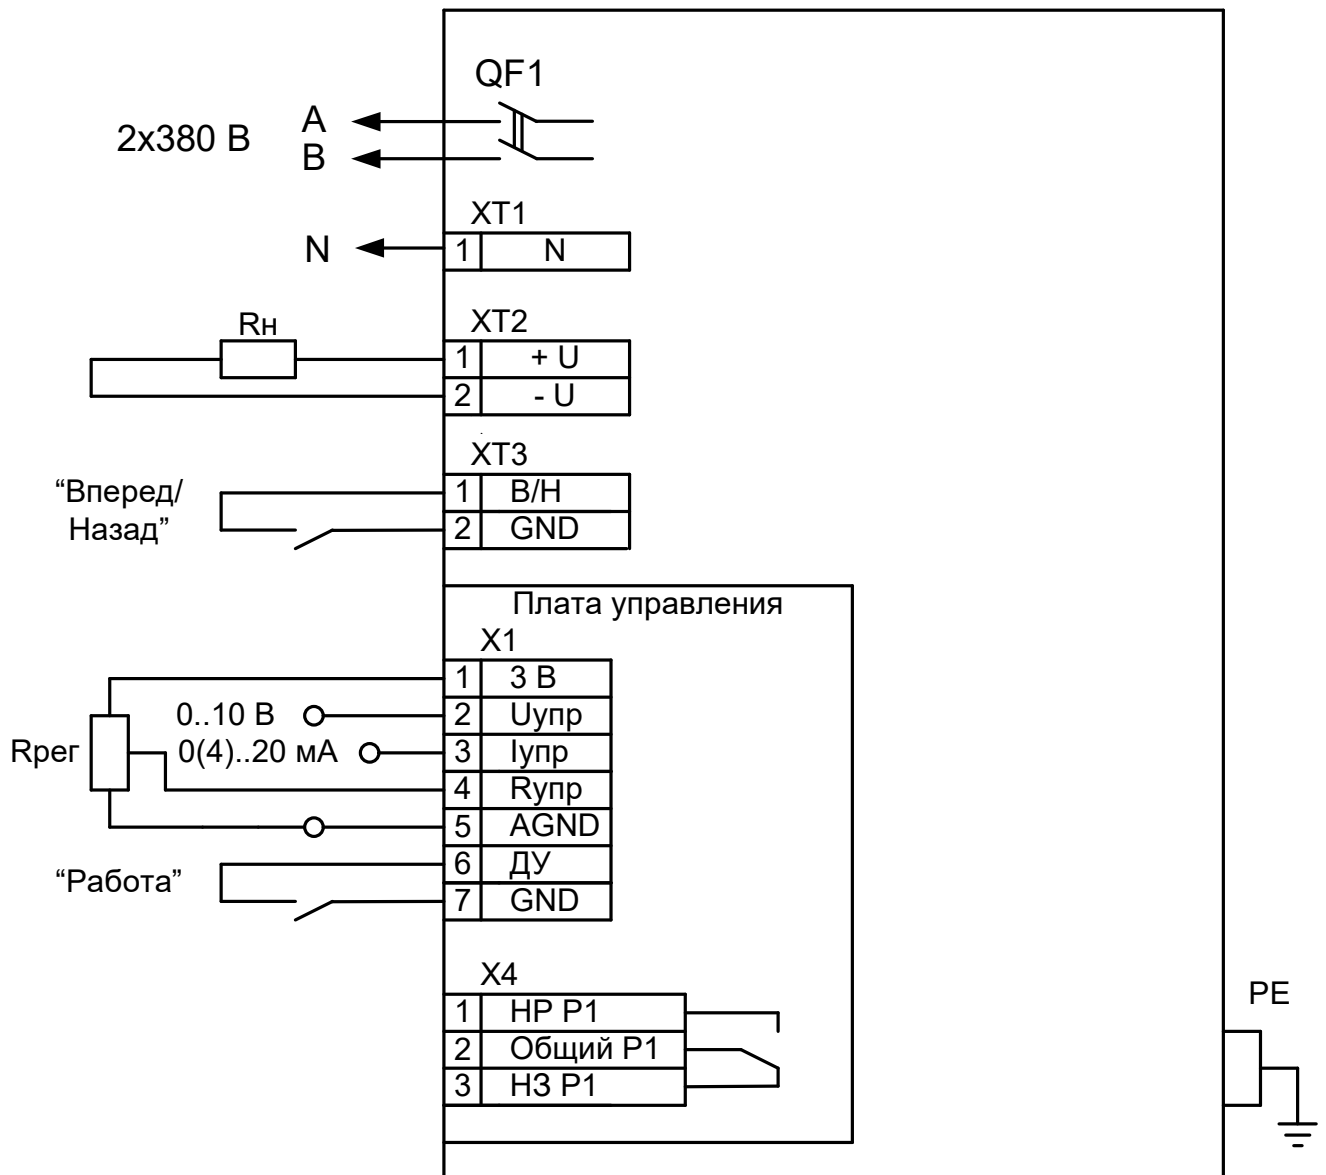 QF1
2x380 В
A
B
XT1
N
1 N
Rн
XT2
1 + U
2 - U
XT3
“Вперед/
Назад”
1 В/Н
2 GND
Плата управления
X1
1 3 В
0..10 В
2 Uупр
Rрег
0(4)..20 мА
3 Iупр
4 Rупр
5 AGND
“Работа”
6 ДУ
7 GND
X4
1 НР Р1
2 Общий Р1
3 НЗ Р1
PE